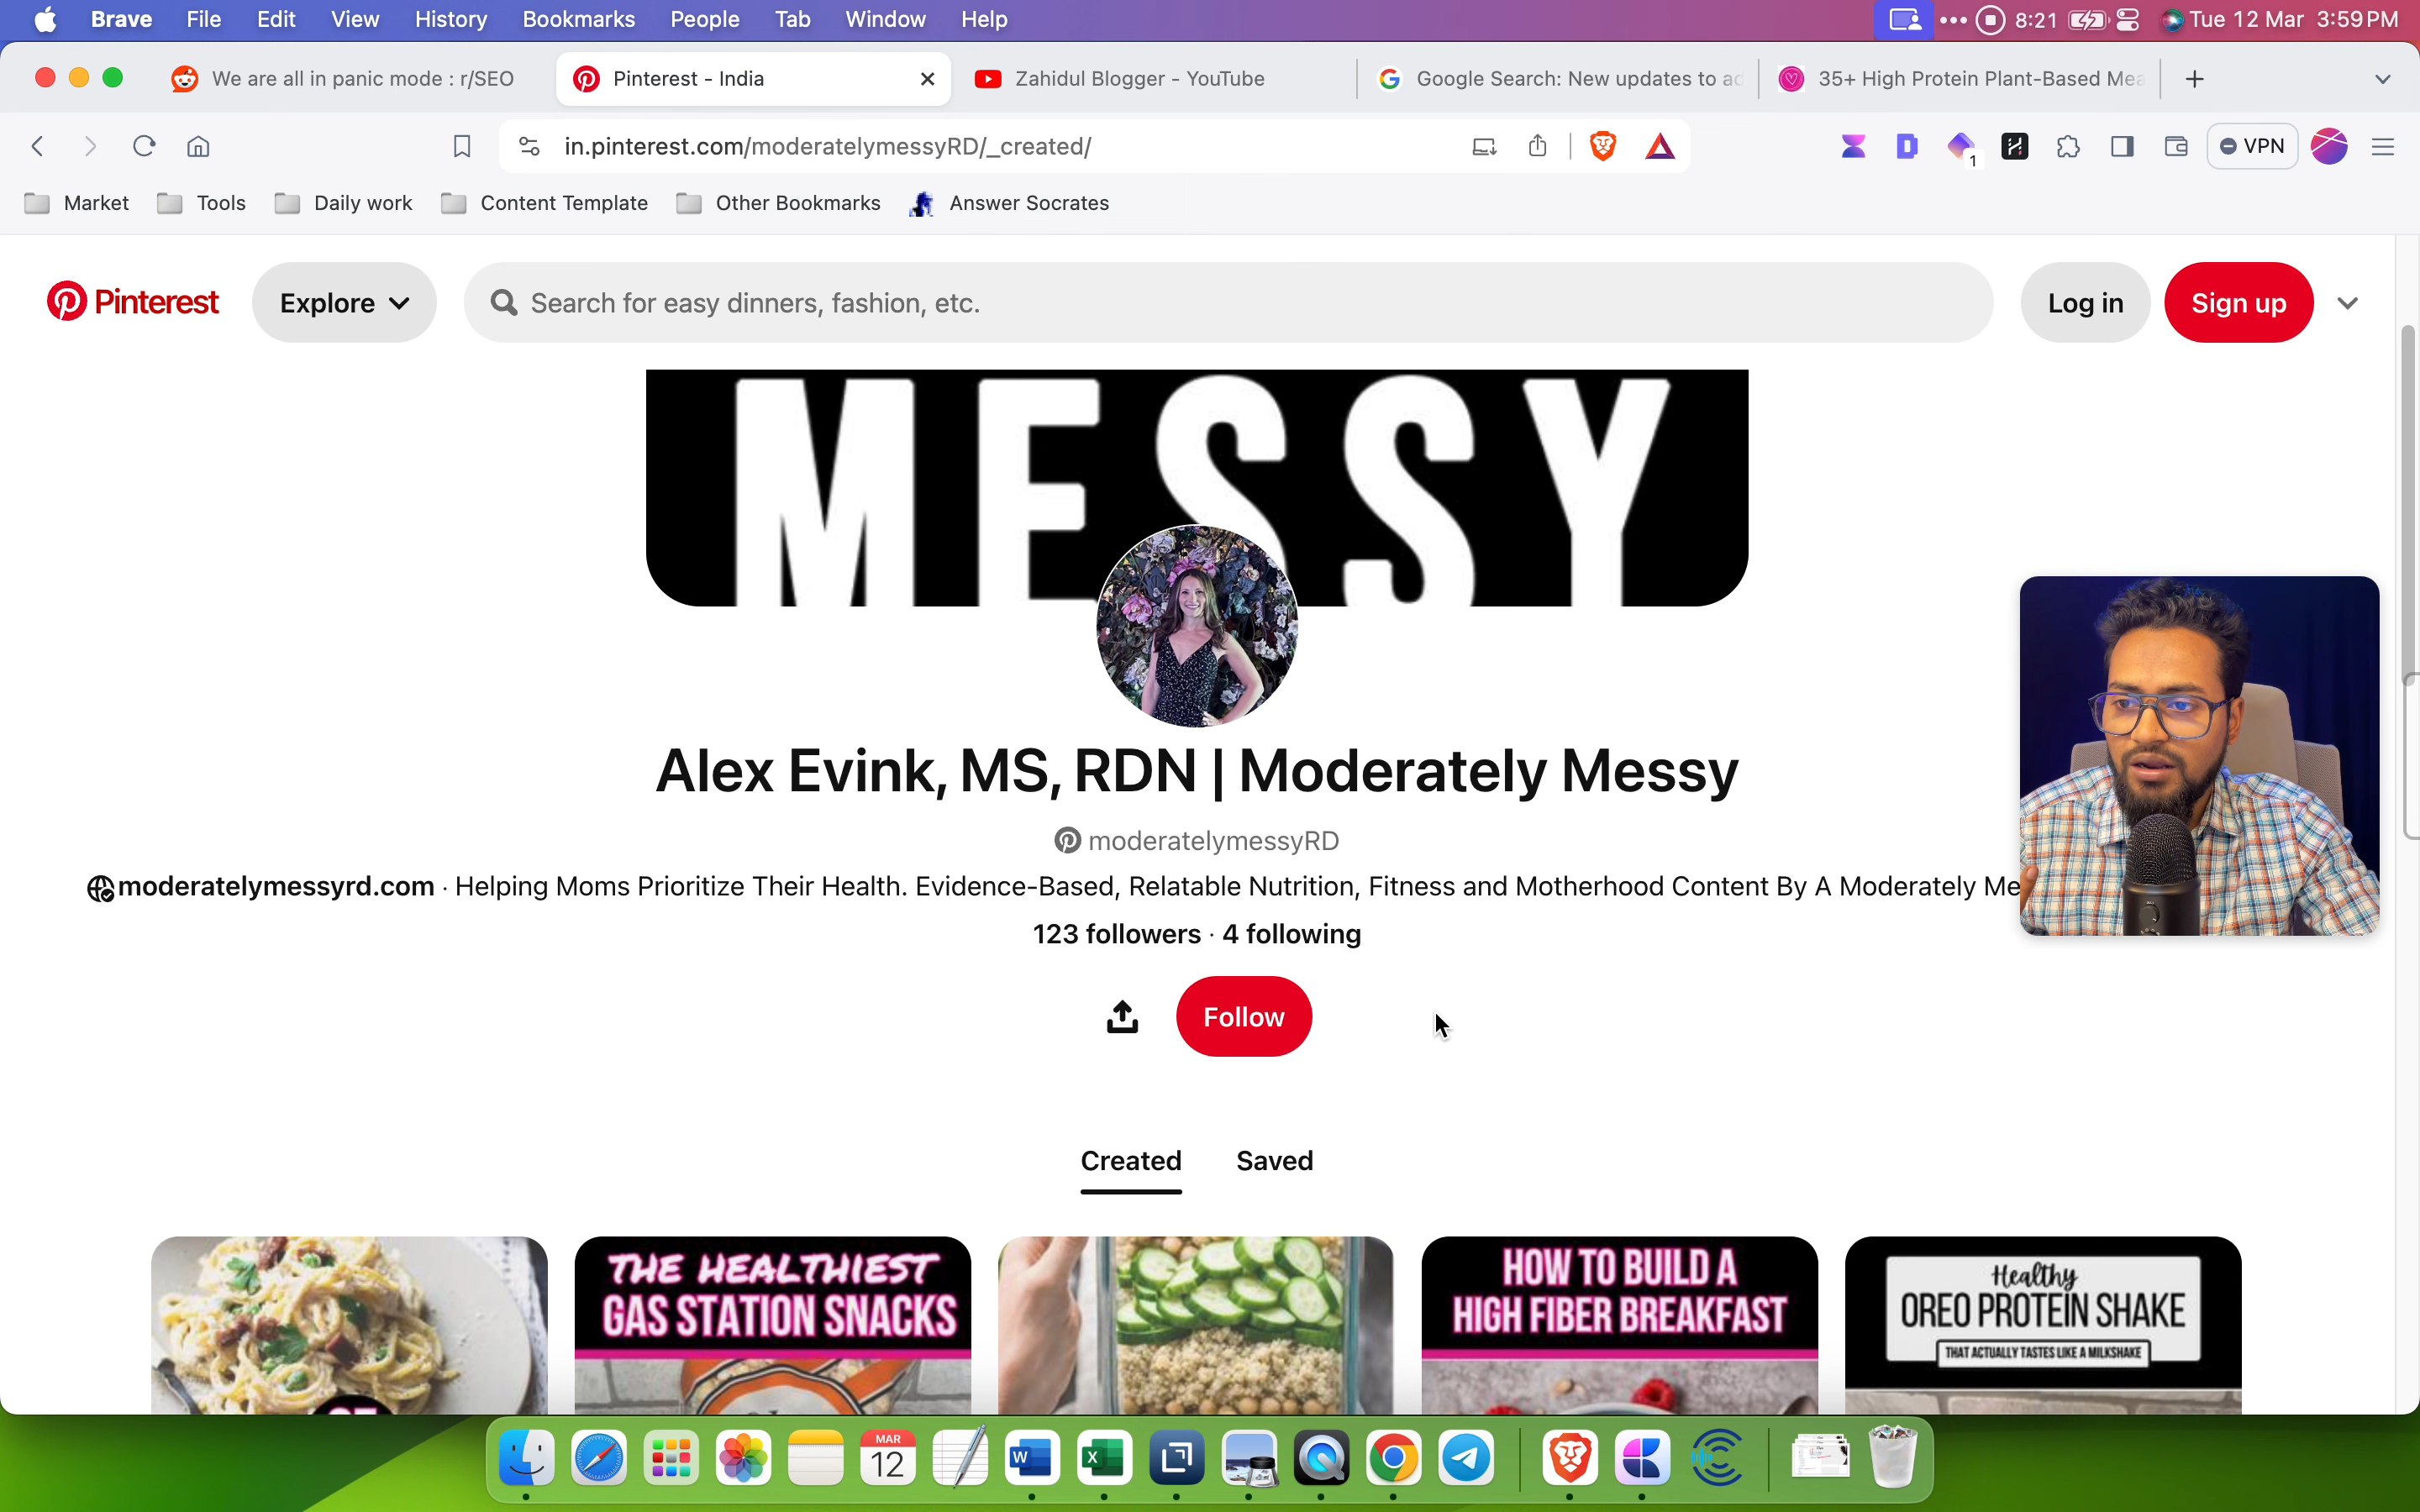 Brave File Edit View History Bookmarks People Tab Window Help 8:21 Tue 12 Mar 3:59 PM
We are all in panic mode : r/SEO Pinterest - India Zahidul Blogger - YouTube Google Search: New updates to ad 35+ High Protein Plant-Based Mea
in.pinterest.com/moderatelymessyRD/_created/ 1 VPN
Market Tools Daily work Content Template Other Bookmarks Answer Socrates
Pinterest Explore Search for easy dinners, fashion, etc. Log in Sign up
MESSY
Alex Evink, MS, RDN | Moderately Messy
moderatelymessyRD
moderatelymessyrd.com · Helping Moms Prioritize Their Health. Evidence-Based, Relatable Nutrition, Fitness and Motherhood Content By A Moderately Me
123 followers · 4 following
Follow
Created Saved
THE HEALTHIEST
GAS STATION SNACKS
HOW TO BUILD A
HIGH FIBER BREAKFAST
Healthy
OREO PROTEIN SHAKE
THAT ACTUALLY TASTES LIKE A MILKSHAKE
MAR
12